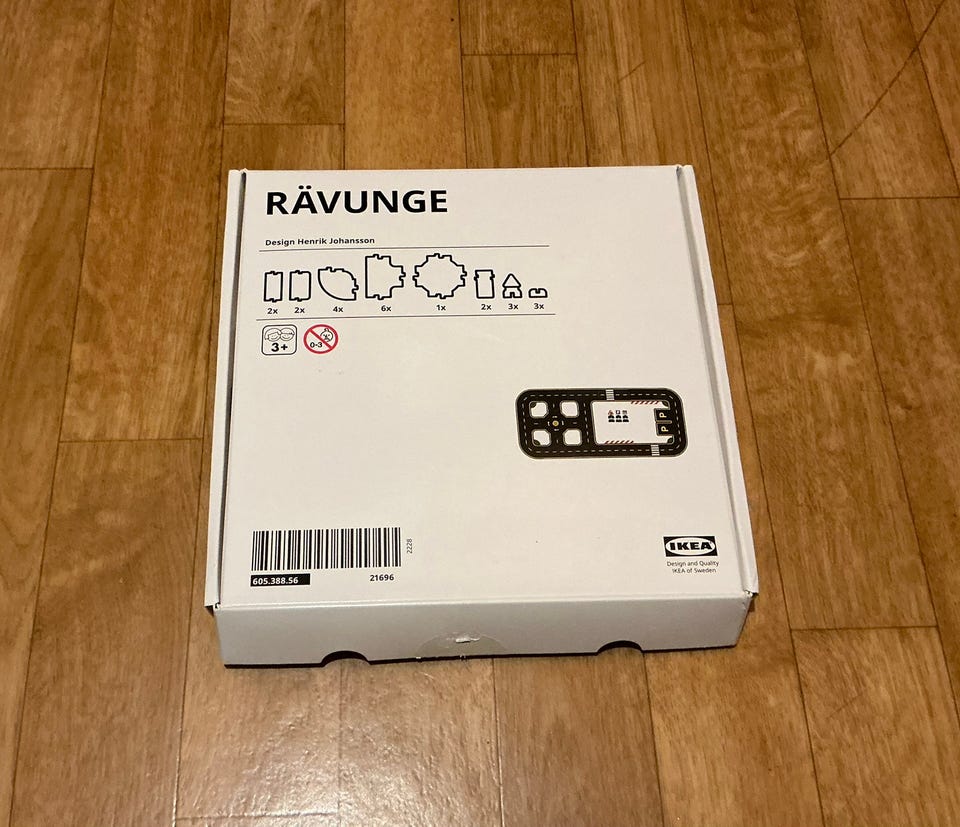 RÄVUNGE
Design Henrik Johansson
2x 2x 4x 6x 1x 2x 3x 3x
3+
0-3
P P
2228
605.388.56
21696
IKEA
Design and Quality
IKEA of Sweden